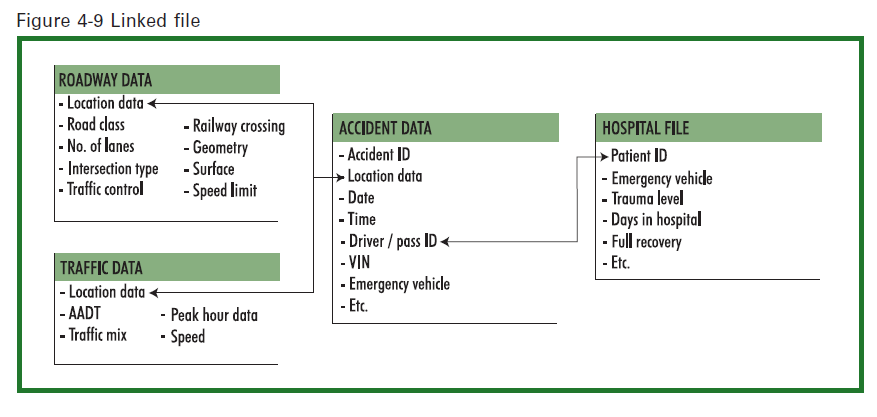 Figure 4-9 Linked file
ROADWAY DATA
- Location data
- Road class
- No. of lanes
- Intersection type
- Traffic control
- Railway crossing
- Geometry
- Surface
- Speed limit
TRAFFIC DATA
- Location data
- AADT
- Traffic mix
- Peak hour data
- Speed
ACCIDENT DATA
- Accident ID
- Location data
- Date
- Time
- Driver / pass ID
- VIN
- Emergency vehicle
- Etc.
HOSPITAL FILE
- Patient ID
- Emergency vehicle
- Trauma level
- Days in hospital
- Full recovery
- Etc.